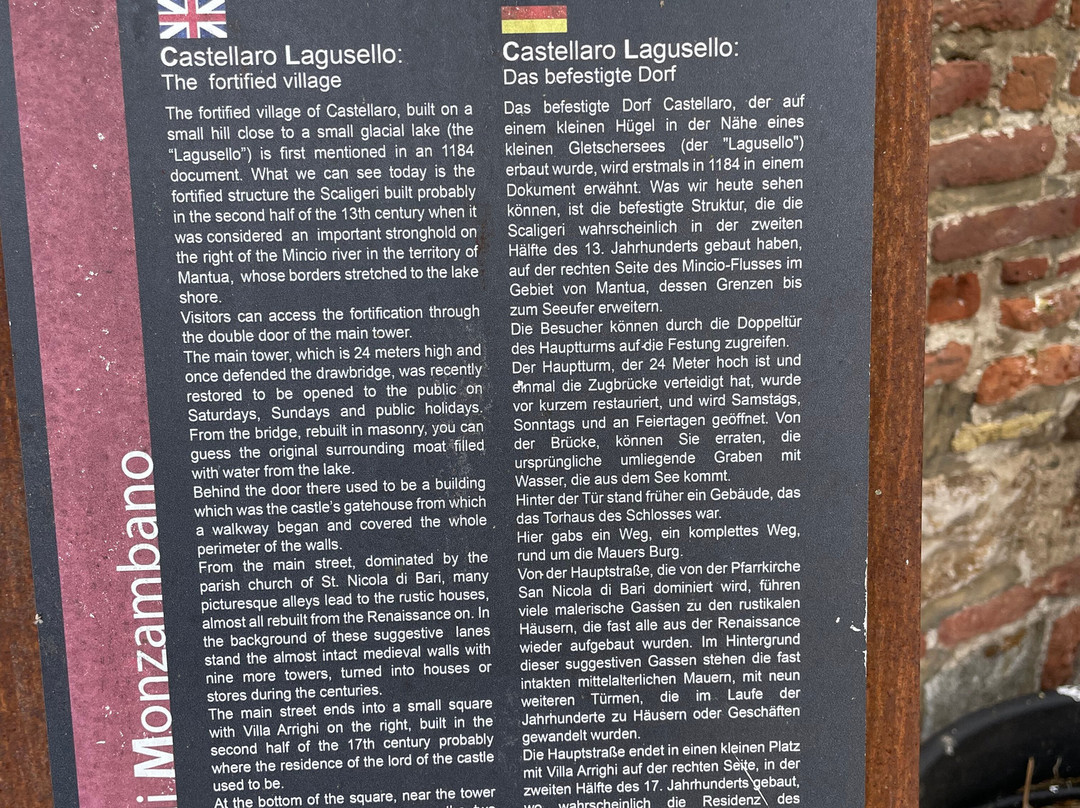 Castellaro Lagusello:
The fortified village
The fortified village of Castellaro, built on a
small hill close to a small glacial lake (the
“Lagusello”) is first mentioned in an 1184
document. What we can see today is the
fortified structure the Scaligeri built probably
in the second half of the 13th century when it
was considered an important stronghold on
the right of the Mincio river in the territory of
Mantua, whose borders stretched to the lake
shore.
Visitors can access the fortification through
the double door of the main tower.
The main tower, which is 24 meters high and
once defended the drawbridge, was recently
restored to be opened to the public on
Saturdays, Sundays and public holidays.
From the bridge, rebuilt in masonry, you can
guess the original surrounding moat filled
with water from the lake.
Behind the door there used to be a building
which was the castle's gatehouse from which
a walkway began and covered the whole
perimeter of the walls.
From the main street, dominated by the
parish church of St. Nicola di Bari, many
picturesque alleys lead to the rustic houses,
almost all rebuilt from the Renaissance on. In
the background of these suggestive lanes
stand the almost intact medieval walls with
nine more towers, turned into houses or
stores during the centuries.
The main street ends into a small square
with Villa Arrighi on the right, built in the
second half of the 17th century probably
where the residence of the lord of the castle
used to be.
At the bottom of the square, near the tower
Castellaro Lagusello:
Das befestigte Dorf
Das befestigte Dorf Castellaro, der auf
einem kleinen Hügel in der Nähe eines
kleinen Gletschersees (der "Lagusello")
erbaut wurde, wird erstmals in 1184 in einem
Dokument erwähnt. Was wir heute sehen
können, ist die befestigte Struktur, die die
Scaligeri wahrscheinlich in der zweiten
Hälfte des 13. Jahrhunderts gebaut haben,
auf der rechten Seite des Mincio-Flusses im
Gebiet von Mantua, dessen Grenzen bis
zum Seeufer erweitern.
Die Besucher können durch die Doppeltür
des Hauptturms auf die Festung zugreifen.
Der Hauptturm, der 24 Meter hoch ist und
einmal die Zugbrücke verteidigt hat, wurde
vor kurzem restauriert, und wird Samstags,
Sonntags und an Feiertagen geöffnet. Von
der Brücke, können Sie erraten, die
ursprüngliche umliegende Graben mit
Wasser, die aus dem See kommt.
Hinter der Tür stand früher ein Gebäude, das
das Torhaus des Schlosses war.
Hier gabs ein Weg, ein komplettes Weg,
rund um die Mauers Burg.
Von der Hauptstraße, die von der Pfarrkirche
San Nicola di Bari dominiert wird, führen
viele malerische Gassen zu den rustikalen
Häusern, die fast alle aus der Renaissance
wieder aufgebaut wurden. Im Hintergrund
dieser suggestiven Gassen stehen die fast
intakten mittelalterlichen Mauern, mit neun
weiteren Türmen, die im Laufe der
Jahrhunderte zu Häusern oder Geschäften
gewandelt wurden.
Die Hauptstraße endet in einen kleinen Platz
mit Villa Arrighi auf der rechten Seite, in der
zweiten Hälfte des 17. Jahrhunderts gebaut,
wo wahrscheinlich die Residenz des
i Monzambano